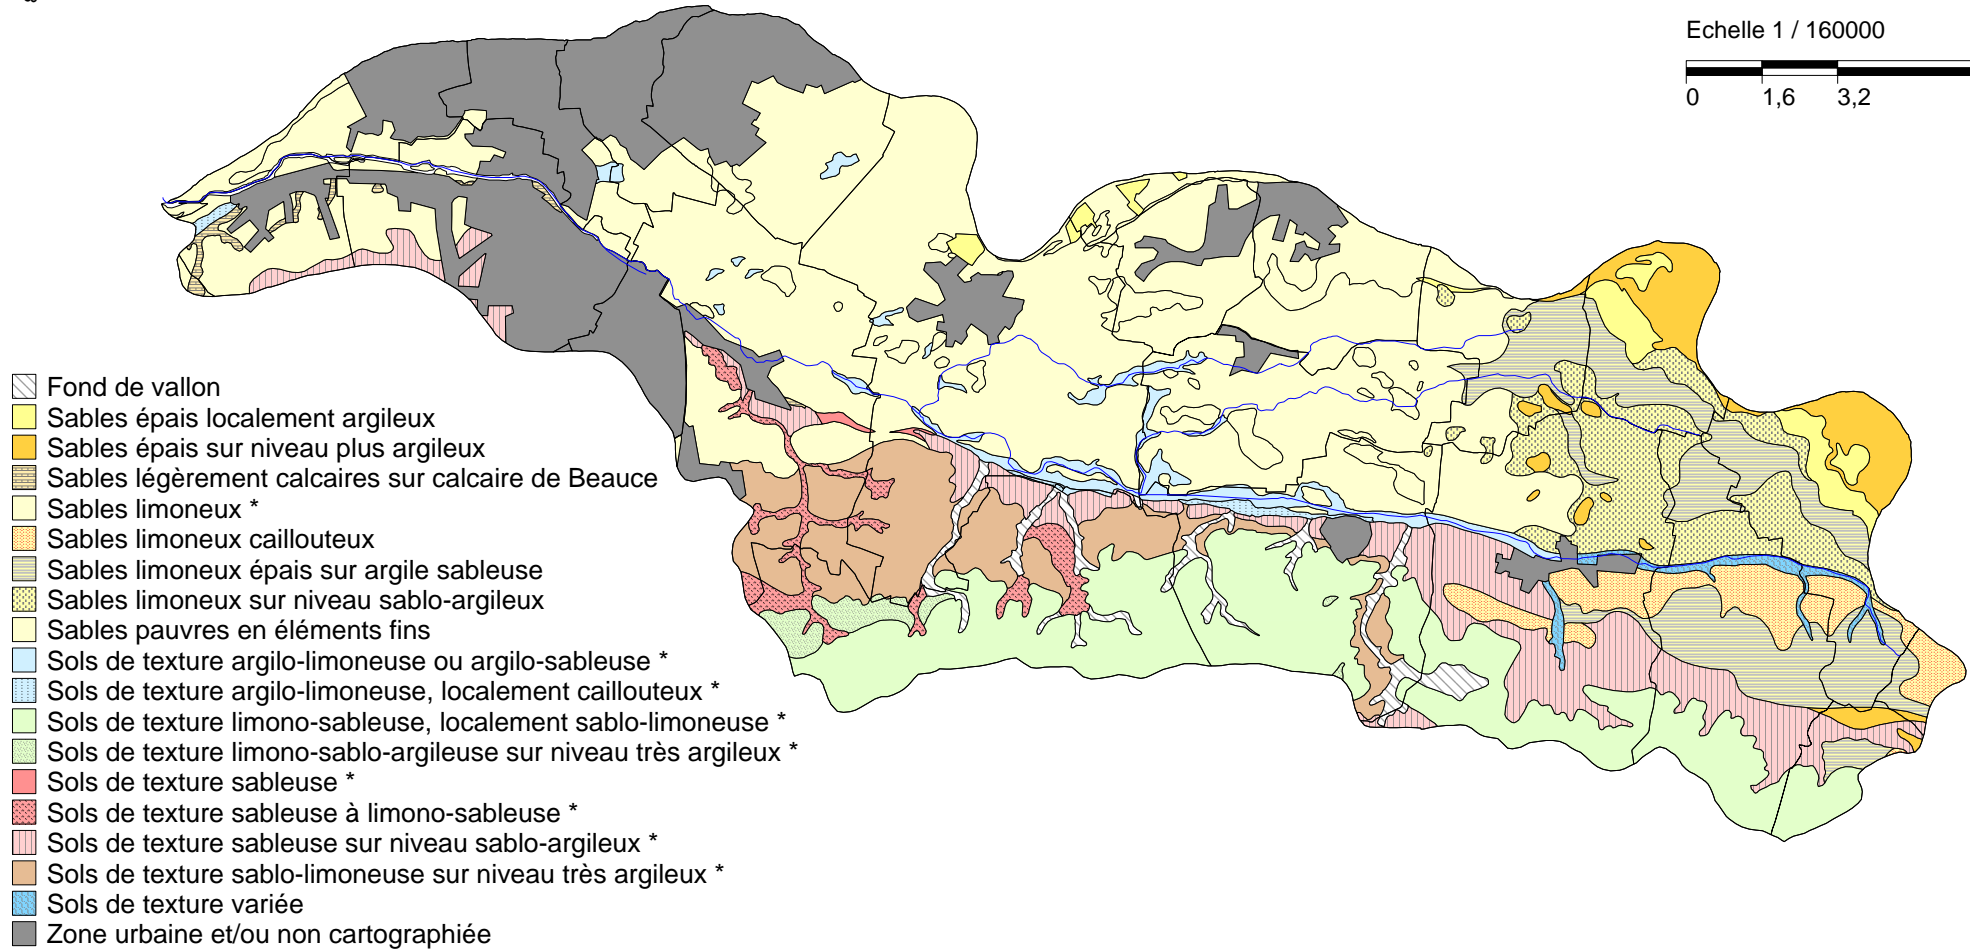 Echelle 1 / 160000
0 1,6 3,2
Fond de vallon
Sables épais localement argileux
Sables épais sur niveau plus argileux
Sables légèrement calcaires sur calcaire de Beauce
Sables limoneux *
Sables limoneux caillouteux
Sables limoneux épais sur argile sableuse
Sables limoneux sur niveau sablo-argileux
Sables pauvres en éléments fins
Sols de texture argilo-limoneuse ou argilo-sableuse *
Sols de texture argilo-limoneuse, localement caillouteux *
Sols de texture limono-sableuse, localement sablo-limoneuse *
Sols de texture limono-sablo-argileuse sur niveau très argileux *
Sols de texture sableuse *
Sols de texture sableuse à limono-sableuse *
Sols de texture sableuse sur niveau sablo-argileux *
Sols de texture sablo-limoneuse sur niveau très argileux *
Sols de texture variée
Zone urbaine et/ou non cartographiée